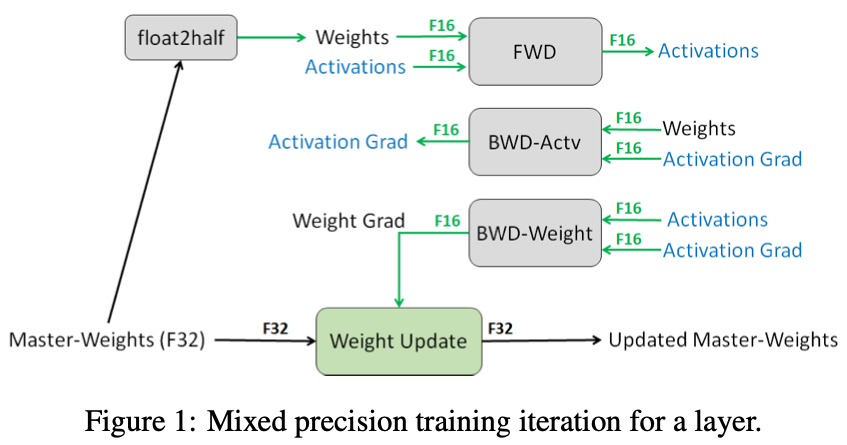 float2half
Weights
F16
Activations
F16
FWD
F16
Activations
Activation Grad
F16
BWD-Actv
F16
Weights
F16
Activation Grad
Weight Grad
F16
BWD-Weight
F16
Activations
F16
Activation Grad
Master-Weights (F32)
F32
Weight Update
F32
Updated Master-Weights
Figure 1: Mixed precision training iteration for a layer.